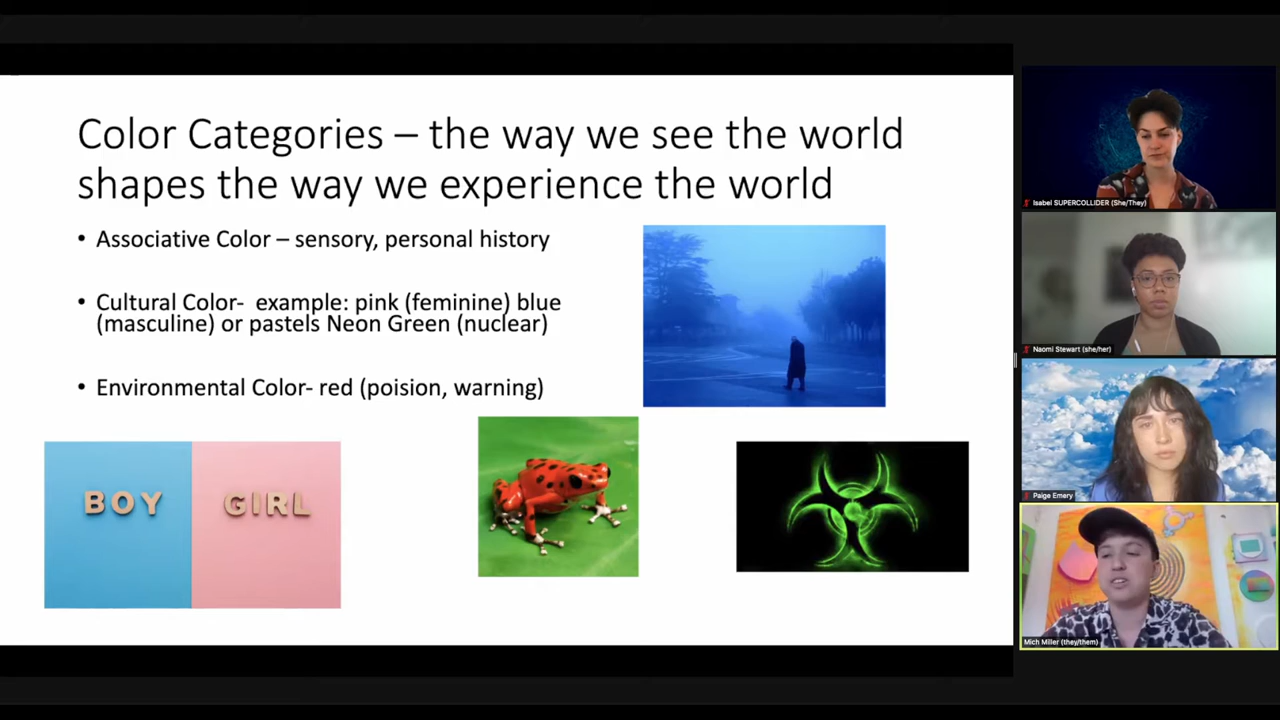 Color Categories – the way we see the world
shapes the way we experience the world
• Associative Color – sensory, personal history
• Cultural Color-  example: pink (feminine) blue
(masculine) or pastels Neon Green (nuclear)
• Environmental Color- red (poision, warning)
BOY
GIRL
Isabel SUPERCOLLIDER (She/They)
Naomi Stewart (she/her)
Paige Emery
Mich Miller (they/them)